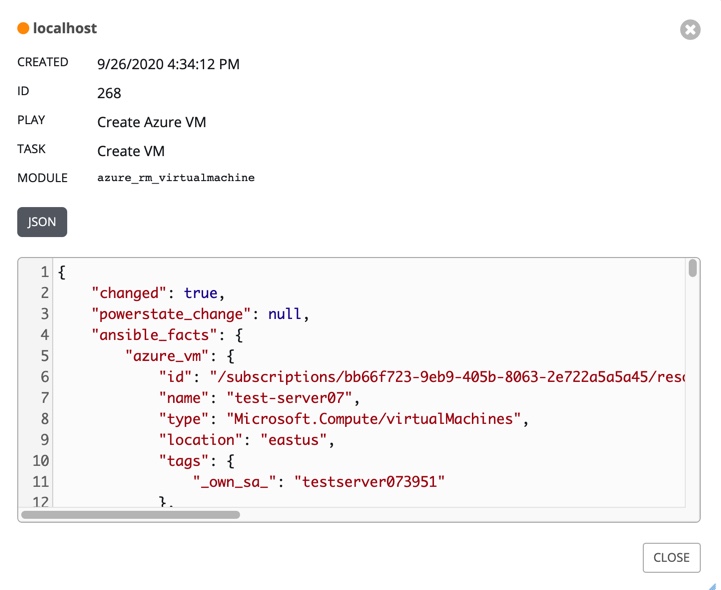 localhost
CREATED 9/26/2020 4:34:12 PM
ID 268
PLAY Create Azure VM
TASK Create VM
MODULE azure_rm_virtualmachine
JSON
1 {
2 "changed": true,
3 "powerstate_change": null,
4 "ansible_facts": {
5 "azure_vm": {
6 "id": "/subscriptions/bb66f723-9eb9-405b-8063-2e722a5a5a45/reso
7 "name": "test-server07",
8 "type": "Microsoft.Compute/virtualMachines",
9 "location": "eastus",
10 "tags": {
11 "_own_sa_": "testserver073951"
12 },
CLOSE